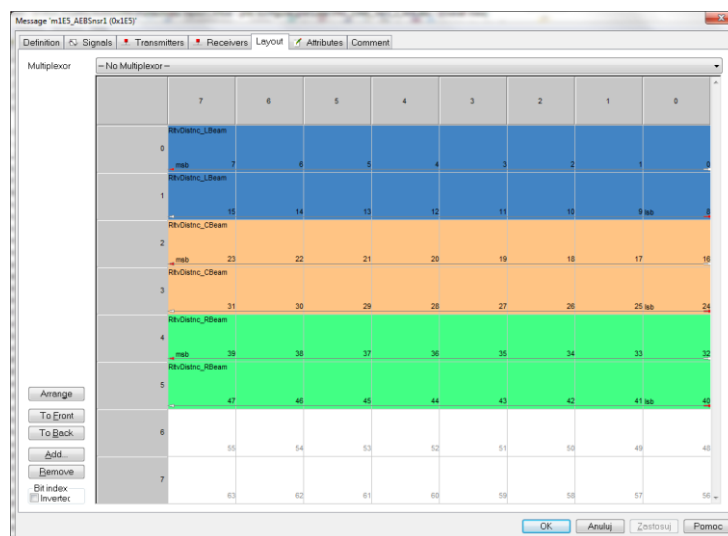 Message 'm1E5_AEBSnsr1 (0x1E5)'
Definition Signals Transmitters Receivers Layout Attributes Comment
Multiplexor -- No Multiplexor --
7 6 5 4 3 2 1 0
RltvDistnc_LBeam
0
msb 7 6 5 4 3 2 1 0
RltvDistnc_LBeam
1
15 14 13 12 11 10 9 lsb 8
RltvDistnc_CBeam
2
msb 23 22 21 20 19 18 17 16
RltvDistnc_CBeam
3
31 30 29 28 27 26 25 lsb 24
RltvDistnc_RBeam
4
msb 39 38 37 36 35 34 33 32
RltvDistnc_RBeam
5
47 46 45 44 43 42 41 lsb 40
6
55 54 53 52 51 50 49 48
7
63 62 61 60 59 58 57 56
Arrange
To Front
To Back
Add...
Remove
Bit index
Inverted
OK Anuluj Zastosuj Pomoc